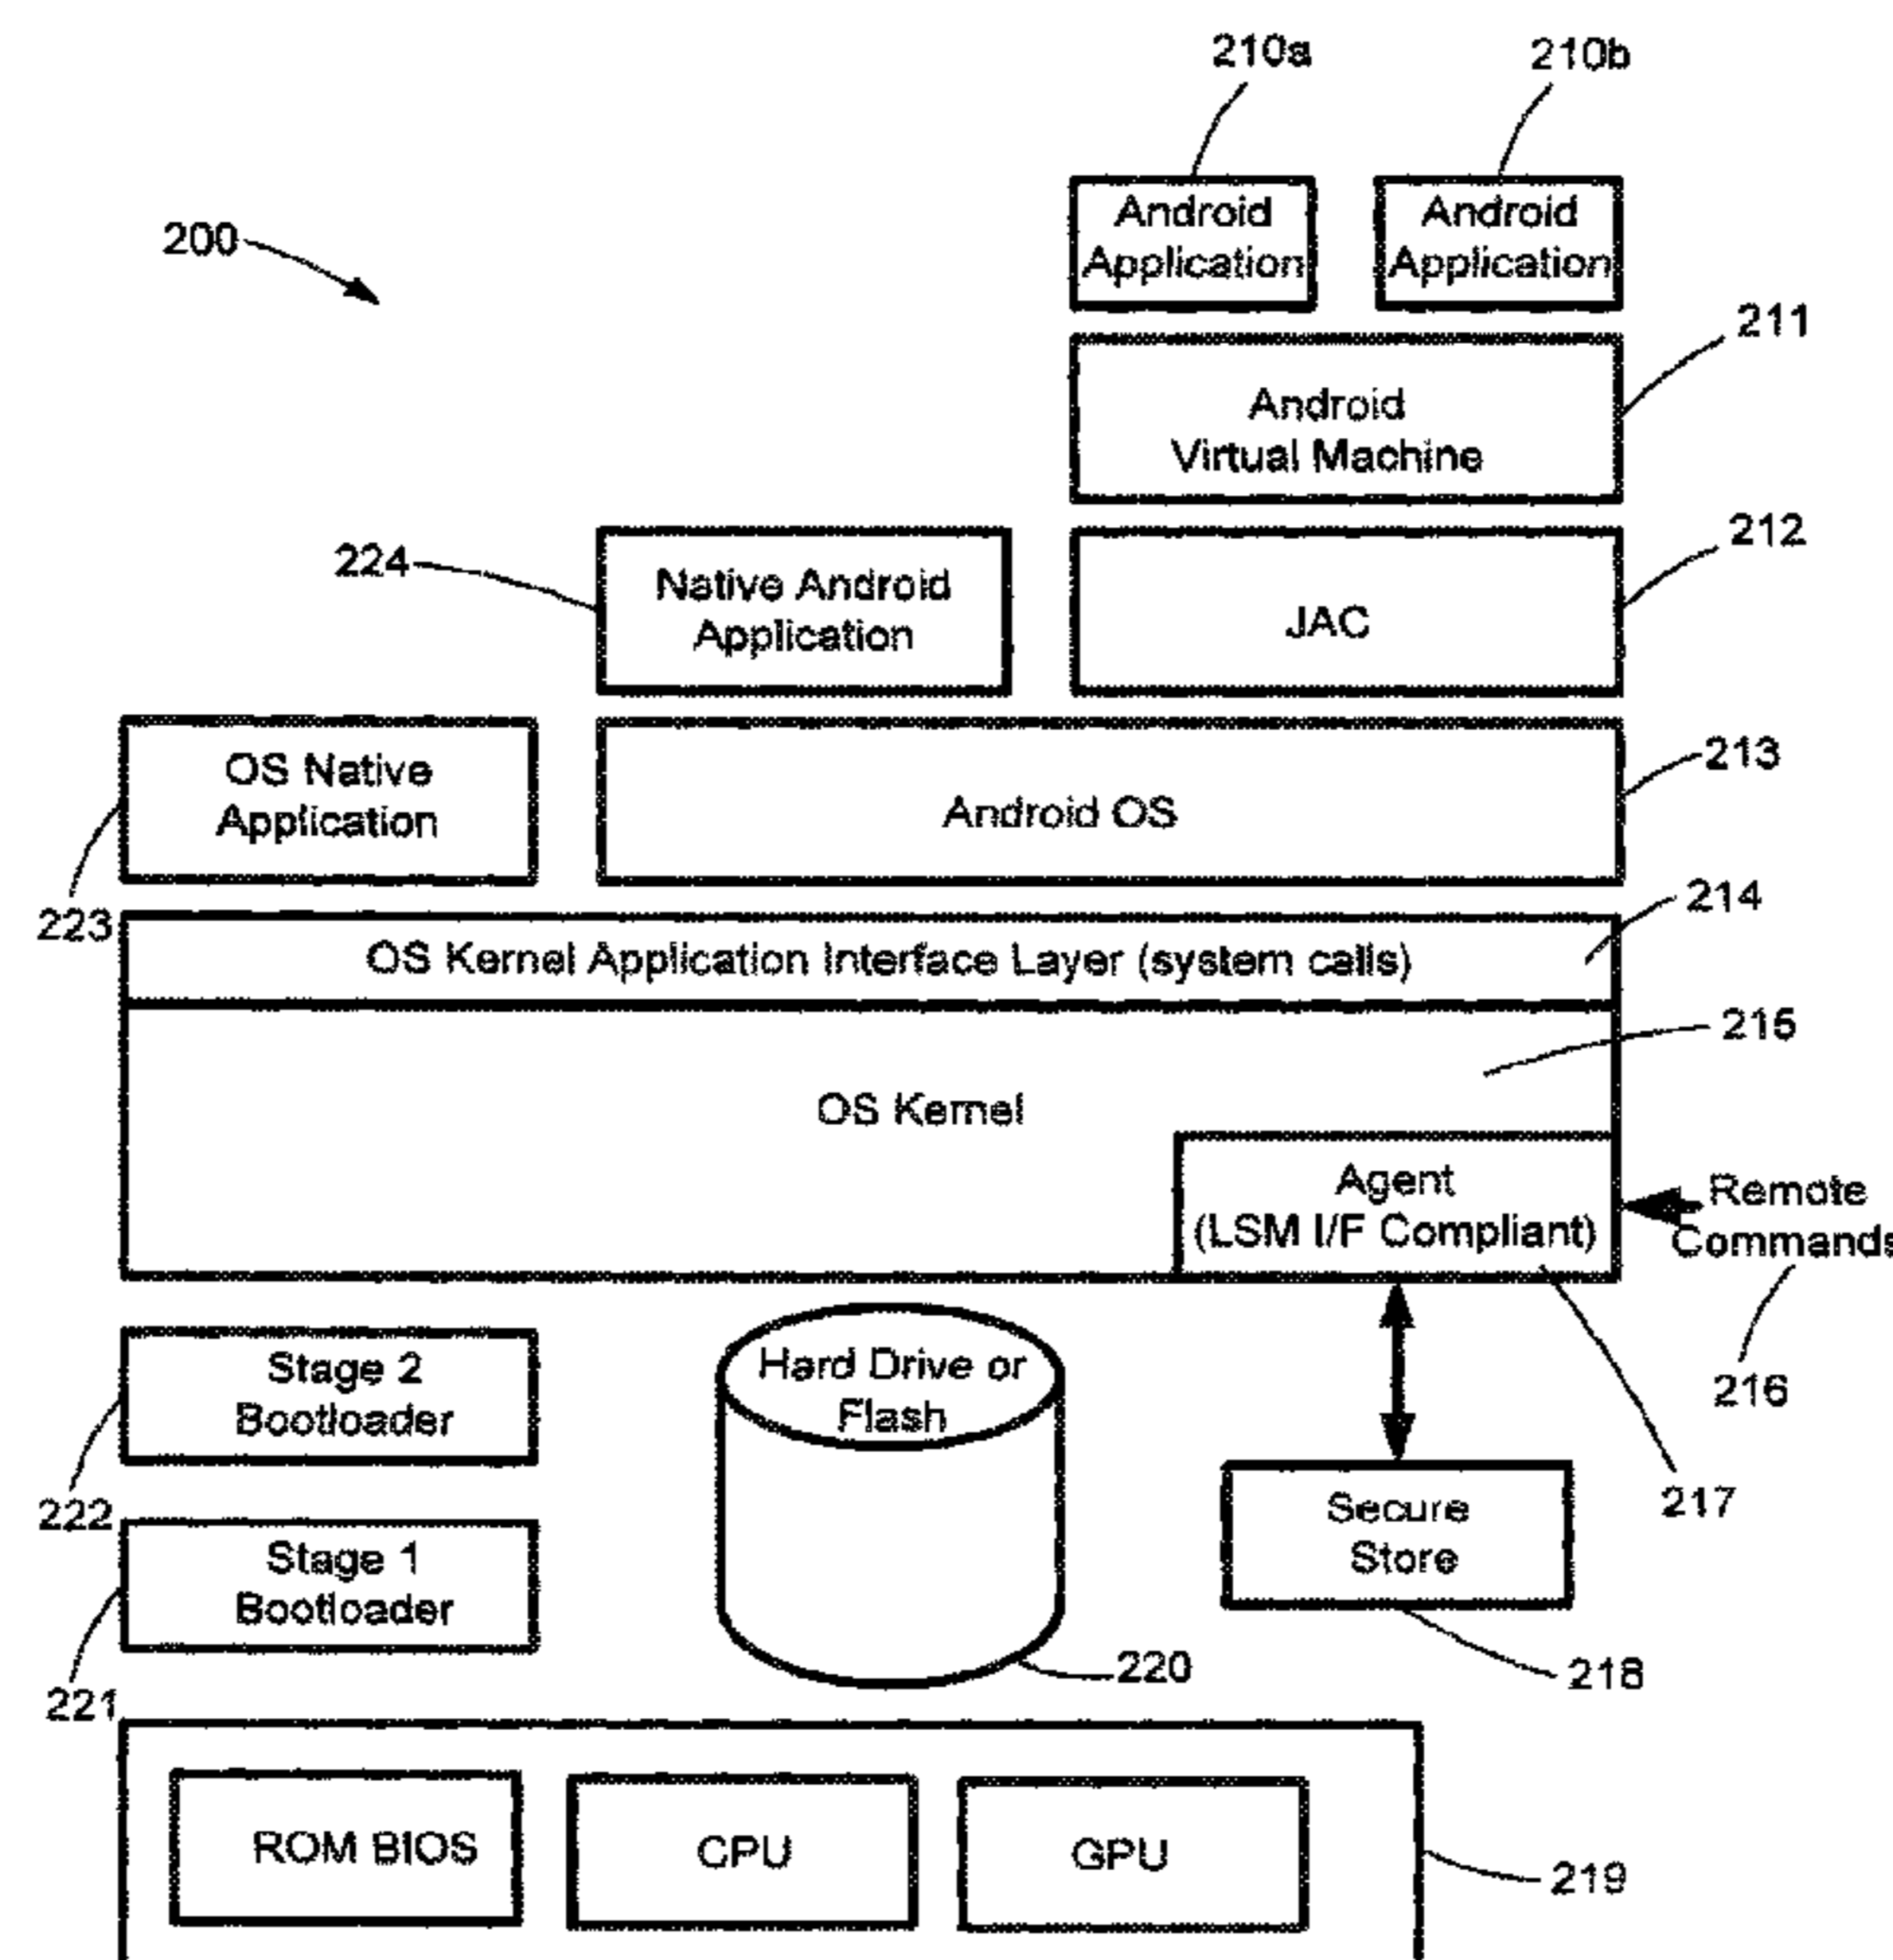 210a
210b
200
Android
Application
Android
Application
211
Android
Virtual Machine
212
224
Native Android
Application
JAC
OS Native
Application
213
Android OS
223
214
OS Kernel Application Interface Layer (system calls)
215
OS Kernel
Agent
(LSM I/F Compliant)
Remote
Commands
216
Stage 2
Bootloader
Hard Drive or
Flash
222
217
Secure
Store
Stage 1
Bootloader
220
218
221
ROM BIOS
CPU
GPU
219